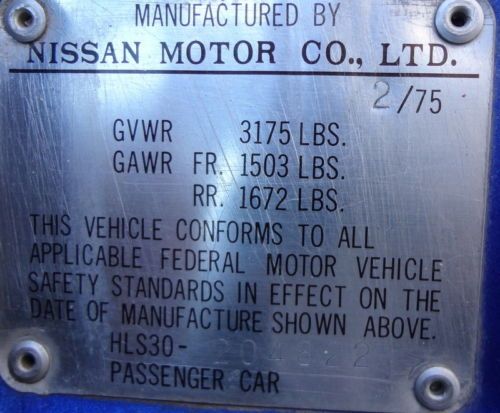 MANUFACTURED BY
NISSAN MOTOR CO., LTD.
2/75
GVWR 3175 LBS.
GAWR FR. 1503 LBS.
RR. 1672 LBS.
THIS VEHICLE CONFORMS TO ALL
APPLICABLE FEDERAL MOTOR VEHICLE
SAFETY STANDARDS IN EFFECT ON THE
DATE OF MANUFACTURE SHOWN ABOVE.
HLS30-
PASSENGER CAR